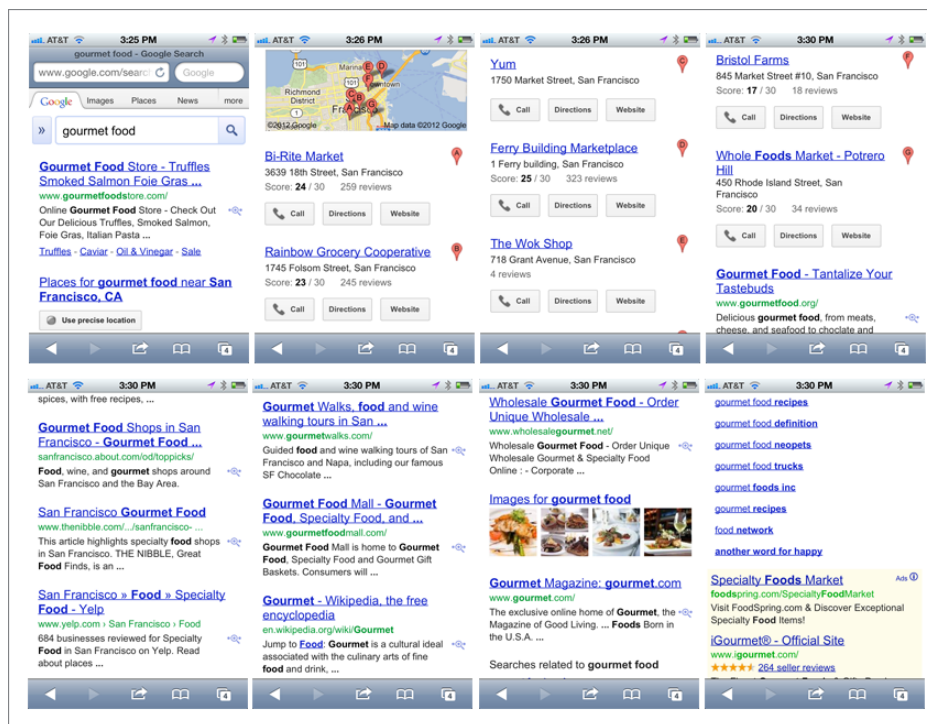 AT&T 3:25 PM
gourmet food - Google Search
www.google.com/searc Google
Google Images Places News more
» gourmet food
Gourmet Food Store - Truffles
Smoked Salmon Foie Gras ...
www.gourmetfoodstore.com/
Online Gourmet Food Store - Check Out
Our Delicious Truffles, Smoked Salmon,
Foie Gras, Italian Pasta ...
Truffles - Caviar - Oil & Vinegar - Sale
Places for gourmet food near San
Francisco, CA
Use precise location
4
AT&T 3:26 PM
101
Marina E D
Richmond
District
F
owntown
C
B
A
G
Fra
101
©2012 Google Map data ©2012 Google
Bi-Rite Market A
3639 18th Street, San Francisco
Score: 24 / 30 259 reviews
Call Directions Website
Rainbow Grocery Cooperative B
1745 Folsom Street, San Francisco
Score: 23 / 30 245 reviews
Call Directions Website
4
AT&T 3:26 PM
Yum C
1750 Market Street, San Francisco
Call Directions Website
Ferry Building Marketplace D
1 Ferry building, San Francisco
Score: 25 / 30 323 reviews
Call Directions Website
The Wok Shop E
718 Grant Avenue, San Francisco
4 reviews
Call Directions Website
4
AT&T 3:30 PM
Bristol Farms F
845 Market Street #10, San Francisco
Score: 17 / 30 18 reviews
Call Directions Website
Whole Foods Market - Potrero G
Hill
450 Rhode Island Street, San
Francisco
Score: 20 / 30 34 reviews
Call Directions Website
Gourmet Food - Tantalize Your
Tastebuds
www.gourmetfood.org/
Delicious gourmet food, from meats,
cheese, and seafood to choclate and
4
AT&T 3:30 PM
spices, with free recipes, ...
Gourmet Food Shops in San
Francisco - Gourmet Food ...
sanfrancisco.about.com/od/toppicks/
Food, wine, and gourmet shops around
San Francisco and the Bay Area.
San Francisco Gourmet Food
www.thenibble.com/.../sanfrancisco- ...
This article highlights specialty food shops
in San Francisco. THE NIBBLE, Great
Food Finds, is an ...
San Francisco » Food » Specialty
Food - Yelp
www.yelp.com › San Francisco › Food
684 businesses reviewed for Specialty
Food in San Francisco on Yelp. Read
about places ...
4
AT&T 3:30 PM
Gourmet Walks, food and wine
walking tours in San ...
www.gourmetwalks.com/
Guided food and wine walking tours of San
Francisco and Napa, including our famous
SF Chocolate ...
Gourmet Food Mall - Gourmet
Food, Specialty Food, and ...
www.gourmetfoodmall.com/
Gourmet Food Mall is home to Gourmet
Food, Specialty Food and Gourmet Gift
Baskets. Consumers will ...
Gourmet - Wikipedia, the free
encyclopedia
en.wikipedia.org/wiki/Gourmet
Jump to Food: Gourmet is a cultural ideal
associated with the culinary arts of fine
food and drink, ...
4
AT&T 3:30 PM
Wholesale Gourmet Food - Order
Unique Wholesale ...
www.wholesalegourmet.net/
Wholesale Gourmet Food - Order Unique
Wholesale Gourmet & Specialty Food
Online : - Corporate ...
Images for gourmet food
Gourmet Magazine: gourmet.com
www.gourmet.com/
The exclusive online home of Gourmet, the
Magazine of Good Living. ... Foods Born in
the U.S.A. ...
Searches related to gourmet food
4
AT&T 3:30 PM
gourmet food recipes
gourmet food definition
gourmet food neopets
gourmet food trucks
gourmet foods inc
gourmet recipes
food network
another word for happy
Specialty Foods Market Ads
foodspring.com/SpecialtyFoodMarket
Visit FoodSpring.com & Discover Exceptional
Specialty Food Items!
iGourmet® - Official Site
www.igourmet.com/
264 seller reviews
4